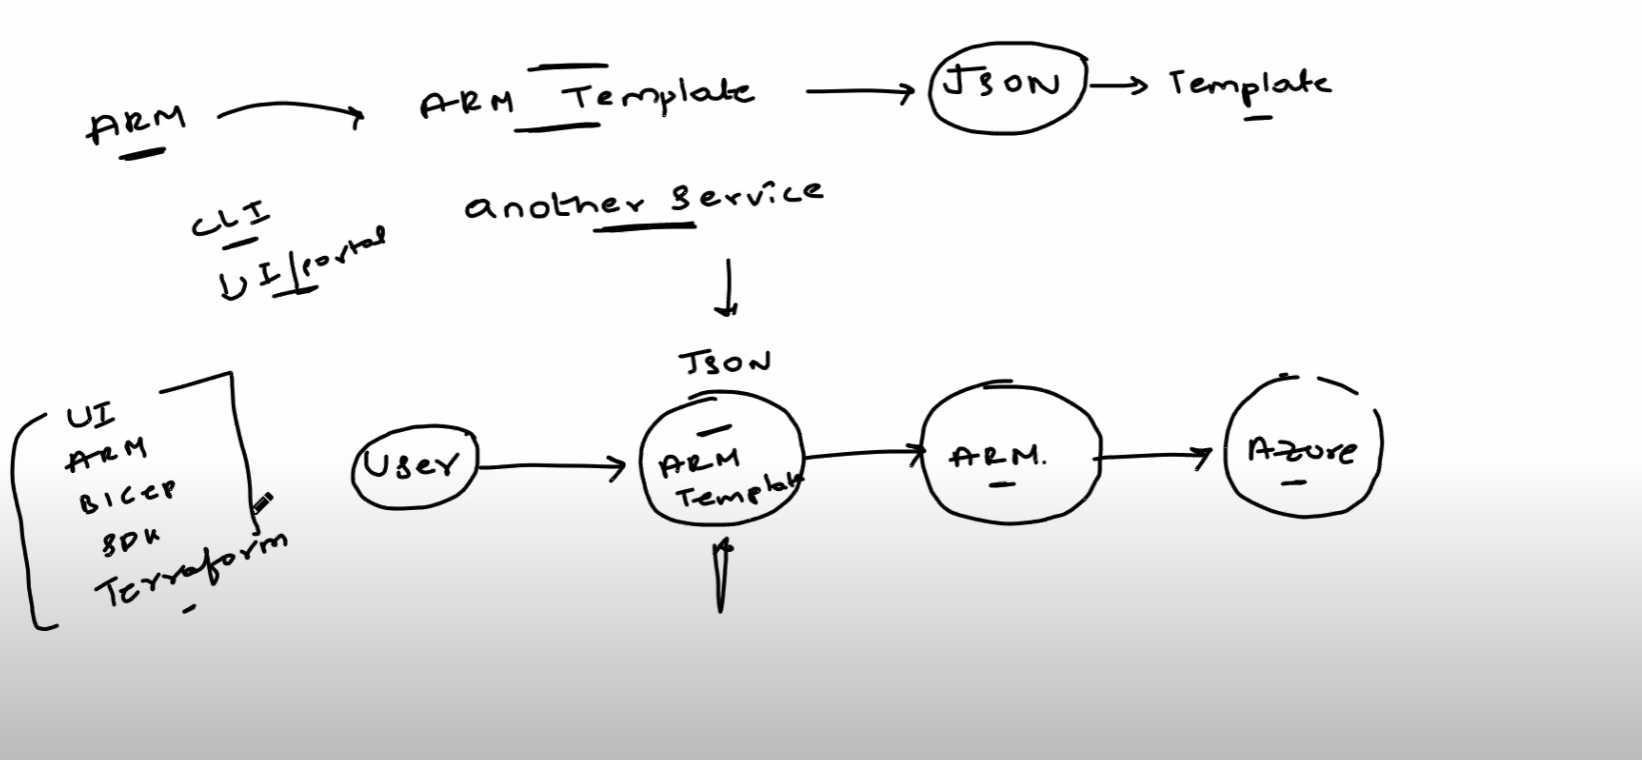 ARM ARM Template JSON Template
another service
CLI
UI/portal
JSON
UI
ARM
BICEP
SDK
Terraform
User ARM Template ARM. Azure